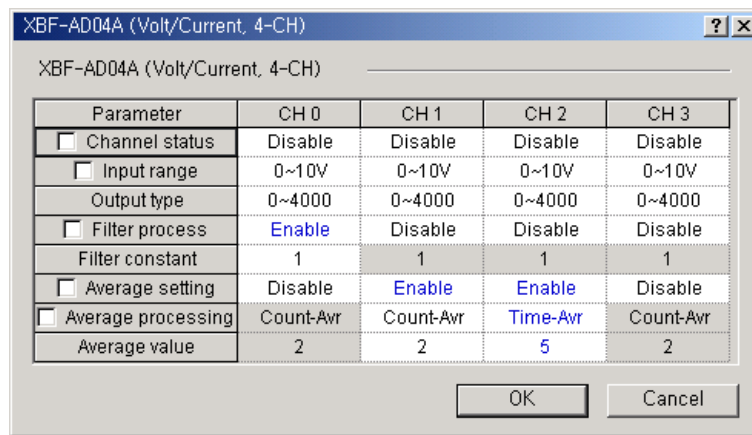 XBF-AD04A (Volt/Current, 4-CH)
XBF-AD04A (Volt/Current, 4-CH)
Parameter CH 0 CH 1 CH 2 CH 3
Channel status Disable Disable Disable Disable
Input range 0~10V 0~10V 0~10V 0~10V
Output type 0~4000 0~4000 0~4000 0~4000
Filter process Enable Disable Disable Disable
Filter constant 1 1 1 1
Average setting Disable Enable Enable Disable
Average processing Count-Avr Count-Avr Time-Avr Count-Avr
Average value 2 2 5 2
OK Cancel